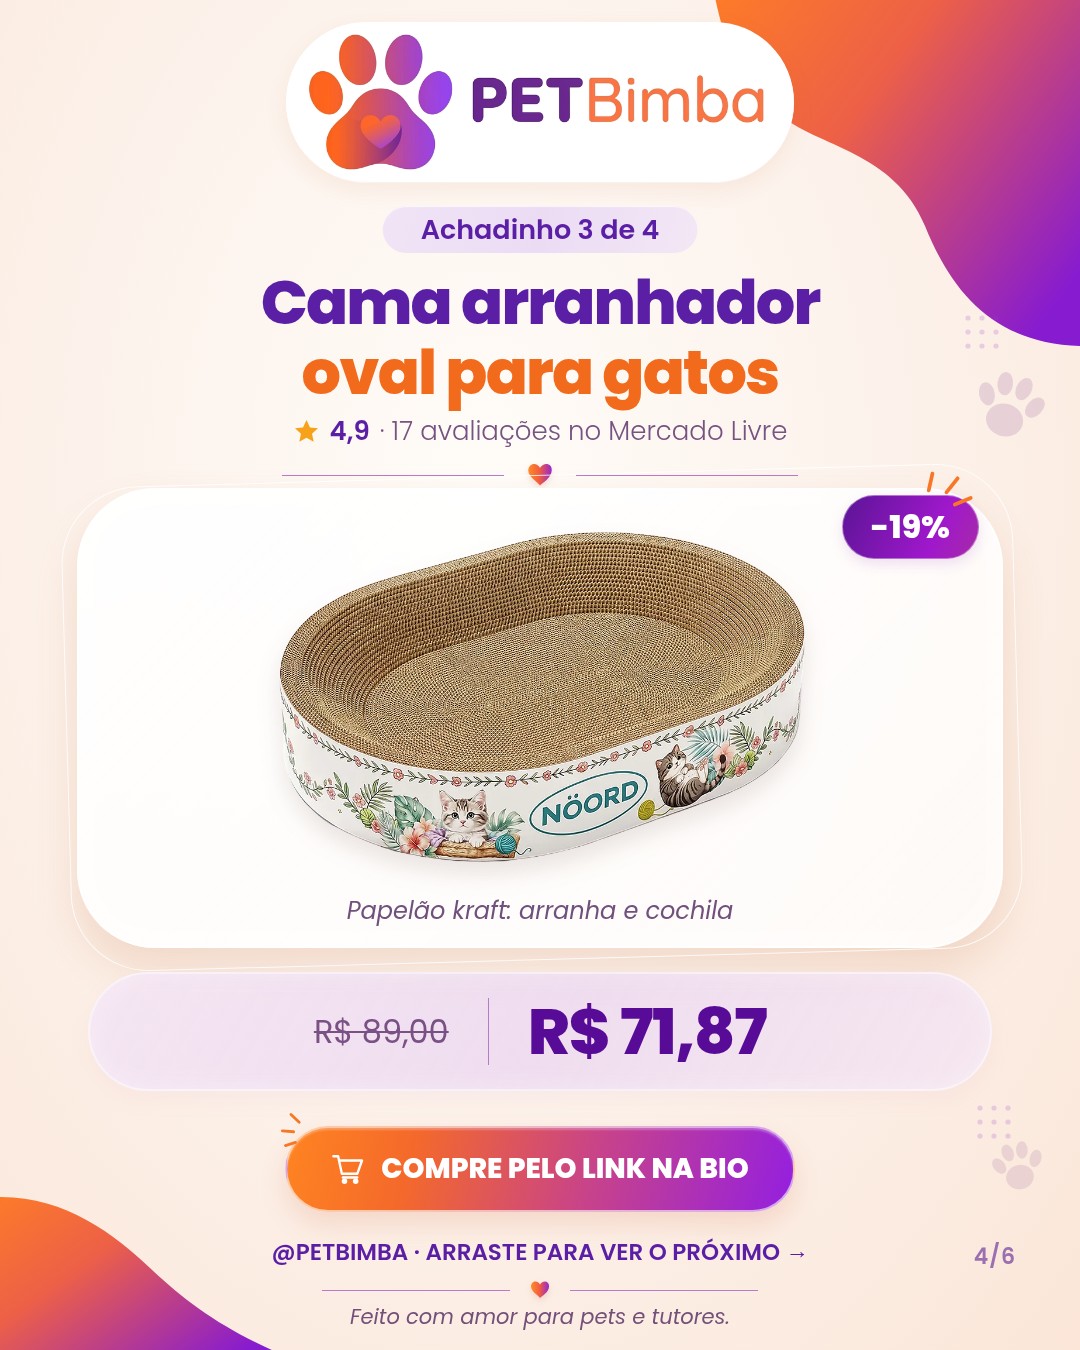 PETBimba
Achadinho 3 de 4
Cama arranhador
oval para gatos
4,9 · 17 avaliações no Mercado Livre
-19%
NÖORD
Papelão kraft: arranha e cochila
R$ 89,00
R$ 71,87
COMPRE PELO LINK NA BIO
@PETBIMBA · ARRASTE PARA VER O PRÓXIMO →
4/6
Feito com amor para pets e tutores.